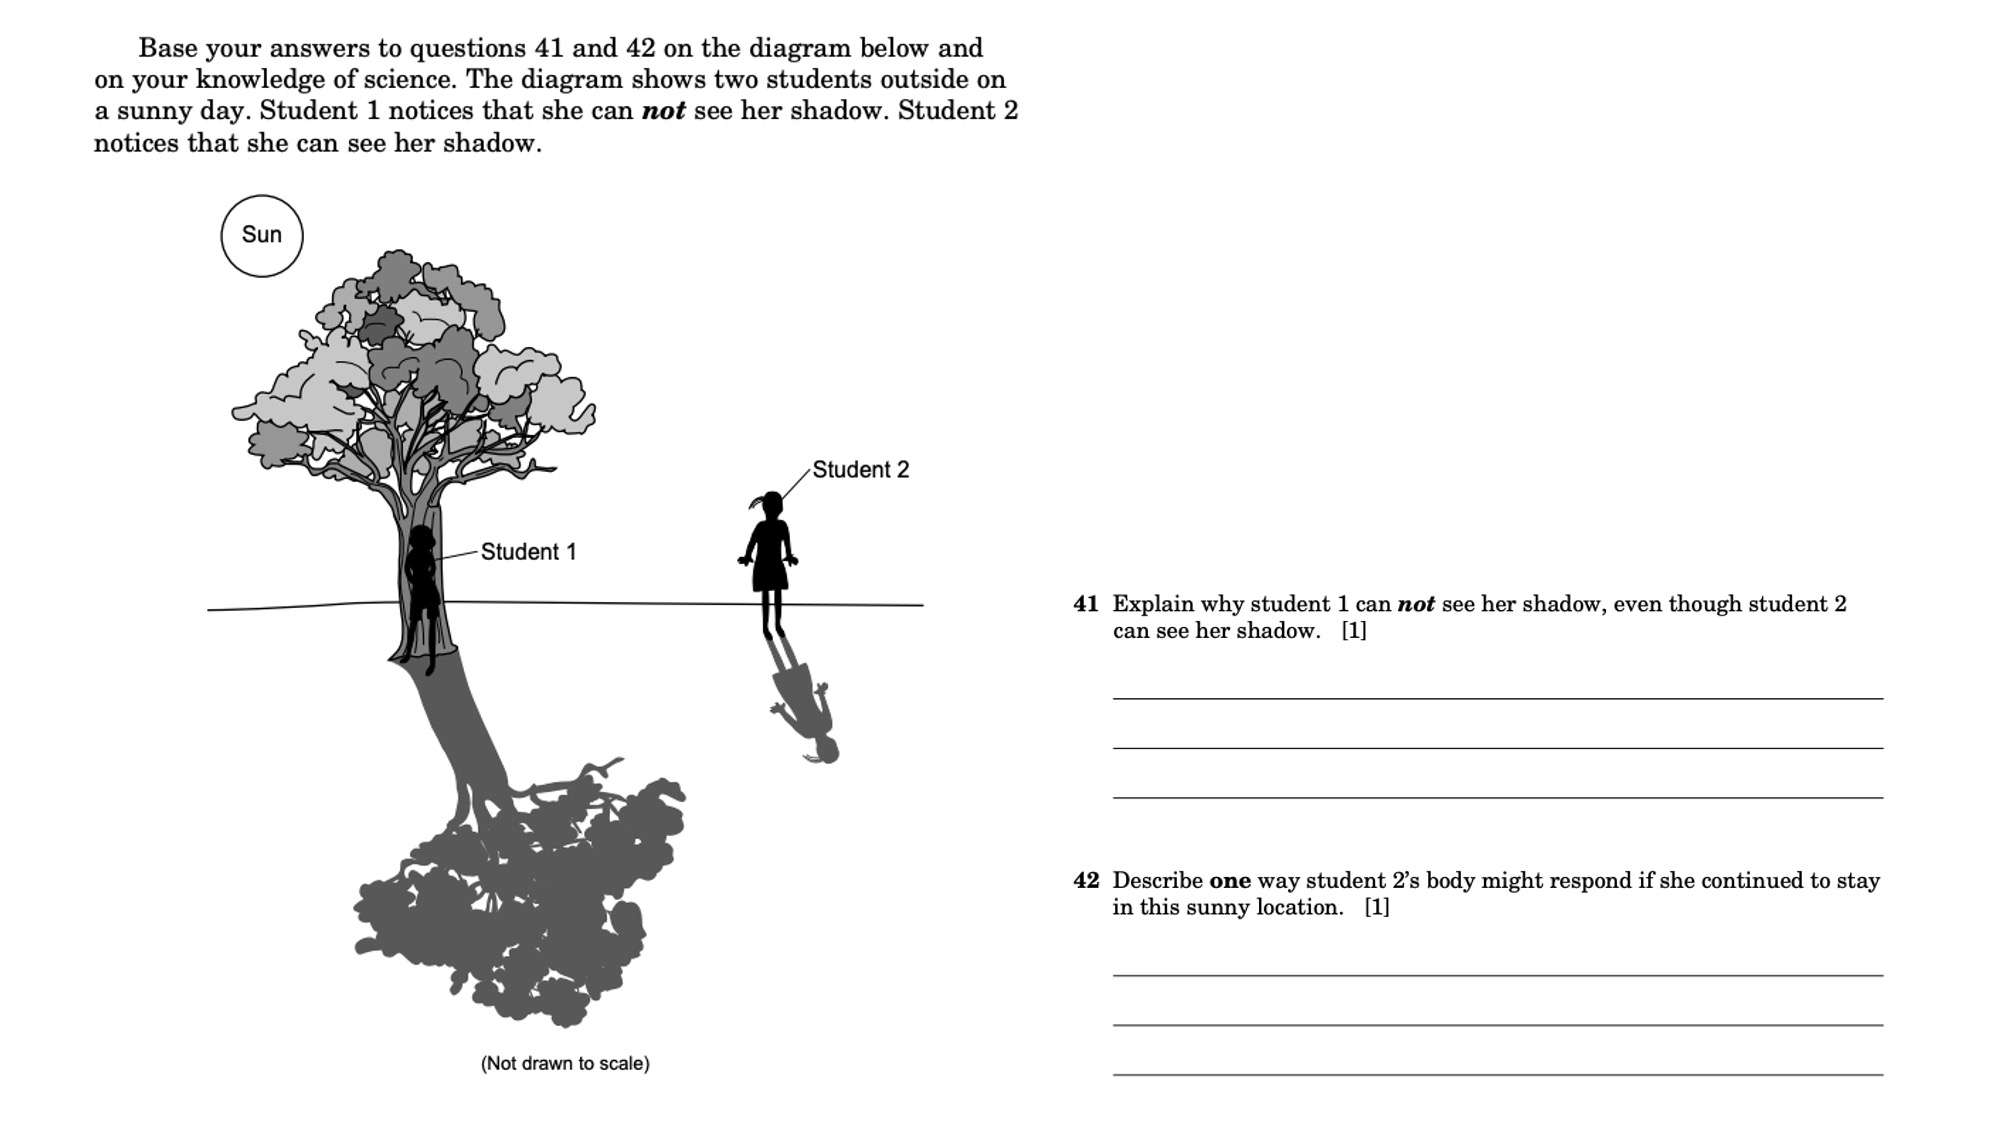 Base your answers to questions 41 and 42 on the diagram below and
on your knowledge of science. The diagram shows two students outside on
a sunny day. Student 1 notices that she can not see her shadow. Student 2
notices that she can see her shadow.
Sun
Student 2
Student 1
(Not drawn to scale)
41 Explain why student 1 can not see her shadow, even though student 2
can see her shadow. [1]
42 Describe one way student 2’s body might respond if she continued to stay
in this sunny location. [1]